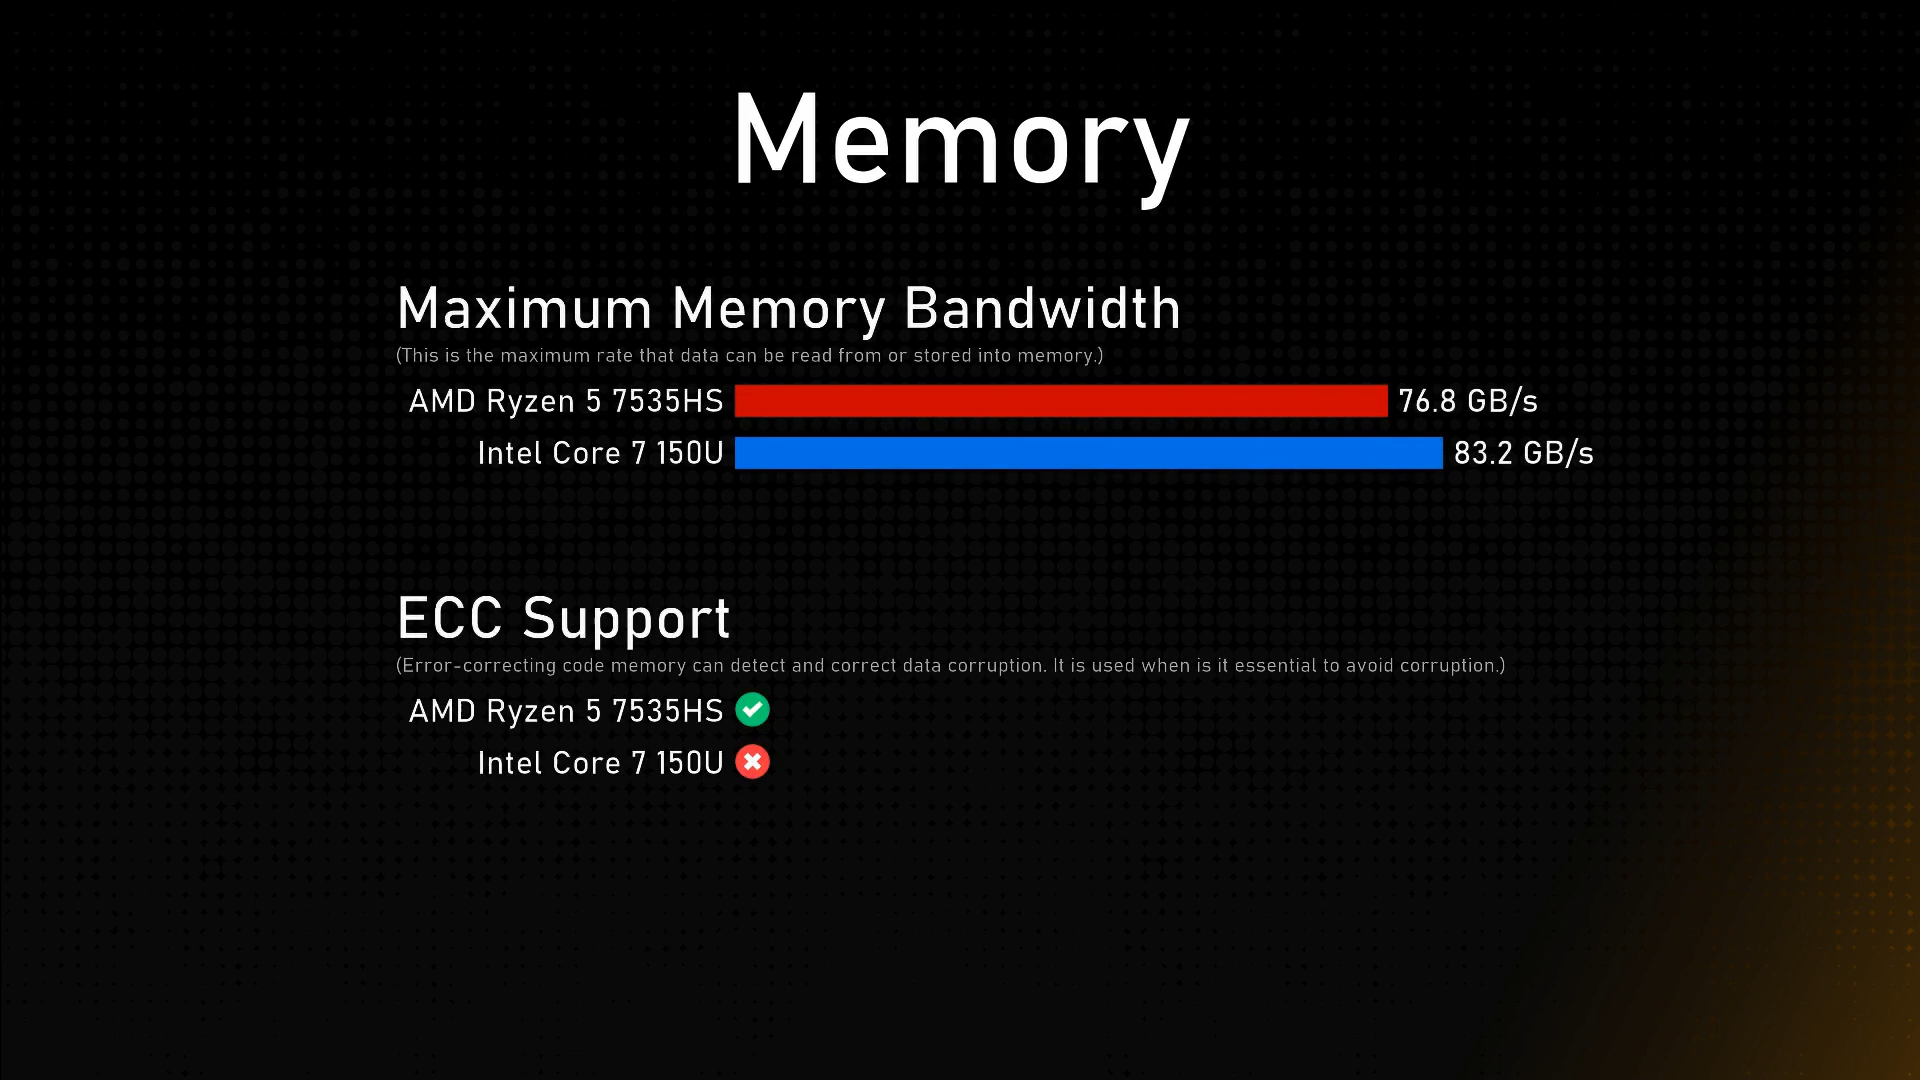 Memory
Maximum Memory Bandwidth
(This is the maximum rate that data can be read from or stored into memory.)
AMD Ryzen 5 7535HS 76.8 GB/s
Intel Core 7 150U 83.2 GB/s
ECC Support
(Error-correcting code memory can detect and correct data corruption. It is used when is it essential to avoid corruption.)
AMD Ryzen 5 7535HS
Intel Core 7 150U